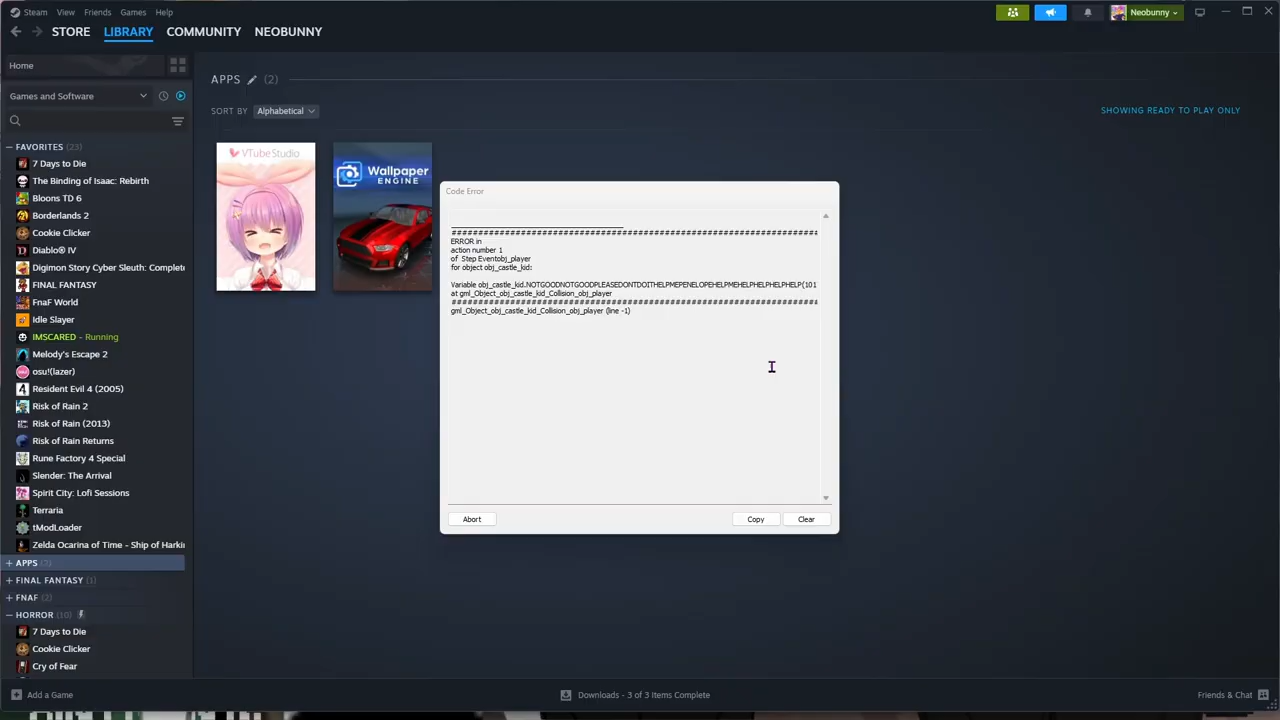 Steam View Friends Games Help
Neobunny
STORE LIBRARY COMMUNITY NEOBUNNY
Home
APPS (2)
Games and Software
SORT BY Alphabetical
SHOWING READY TO PLAY ONLY
FAVORITES (23)
7 Days to Die
The Binding of Isaac: Rebirth
Bloons TD 6
Borderlands 2
Cookie Clicker
Diablo® IV
Digimon Story Cyber Sleuth: Complete
FINAL FANTASY
FnaF World
Idle Slayer
IMSCARED - Running
Melody's Escape 2
osu!(lazer)
Resident Evil 4 (2005)
Risk of Rain 2
Risk of Rain (2013)
Risk of Rain Returns
Rune Factory 4 Special
Slender: The Arrival
Spirit City: Lofi Sessions
Terraria
tModLoader
Zelda Ocarina of Time - Ship of Harki
APPS (2)
FINAL FANTASY (1)
FNAF (2)
HORROR (10)
7 Days to Die
Cookie Clicker
Cry of Fear
VTube Studio
Wallpaper
ENGINE
Code Error
###########################################################################
ERROR in
action number 1
of Step Eventobj_player
for object obj_castle_kid:
Variable obj_castle_kid.NOTGOODNOTGOODPLEASEDONTDOITHELPMEPENELOPEHELPMEHELPHELPHELPHELP(101
at gml_Object_obj_castle_kid_Collision_obj_player
###########################################################################
gml_Object_obj_castle_kid_Collision_obj_player (line -1)
Abort Copy Clear
Add a Game
Downloads - 3 of 3 Items Complete
Friends & Chat